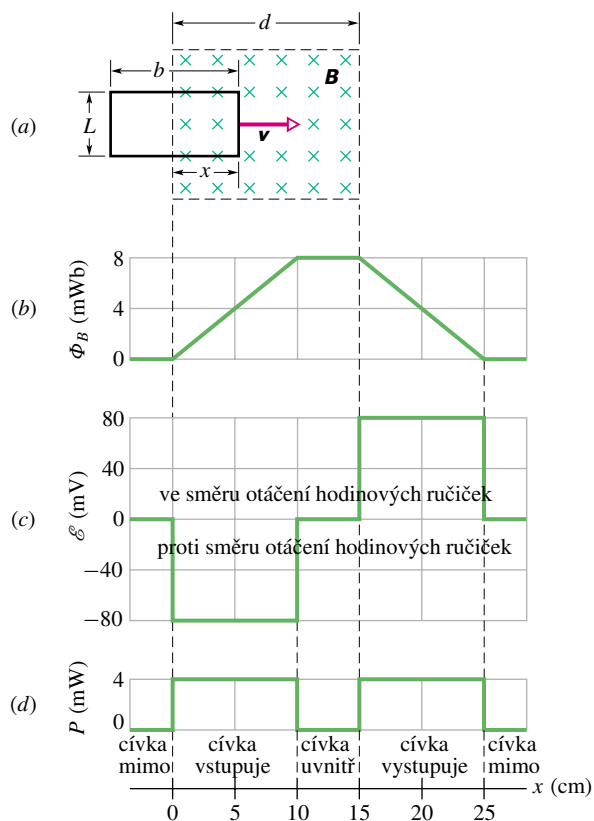 d
b
B
(a)
L
v
x
8
(b)
Φ_B (mWb)
4
0
80
40
ve směru otáčení hodinových ručiček
(c)
ℰ (mV)
0
proti směru otáčení hodinových ručiček
−40
−80
4
(d)
P (mW)
0
cívka cívka cívka cívka cívka
mimo vstupuje uvnitř vystupuje mimo
x (cm)
0 5 10 15 20 25